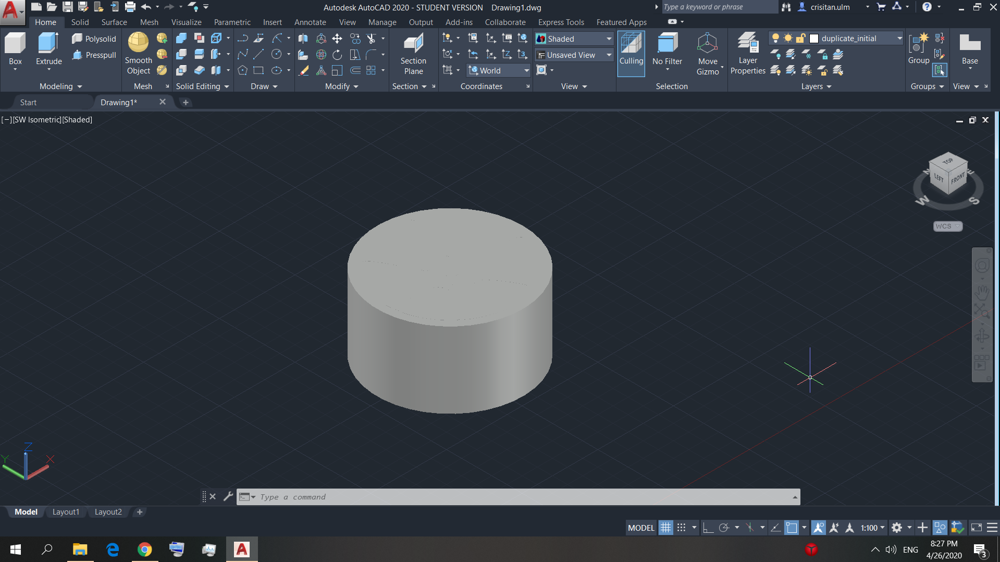 Autodesk AutoCAD 2020 - STUDENT VERSION Drawing1.dwg
Type a keyword or phrase
crisitan.ulm
Home Solid Surface Mesh Visualize Parametric Insert Annotate View Manage Output Add-ins Collaborate Express Tools Featured Apps
Box
Extrude
Polysolid
Presspull
Modeling
Smooth
Object
Mesh
Solid Editing
Draw
Modify
Section
Plane
Section
World
Coordinates
Shaded
Unsaved View
View
Culling
No Filter
Move
Gizmo
Selection
Layer
Properties
duplicate_initial
Layers
Group
Groups
Base
View
Start
Drawing1*
[−][SW Isometric][Shaded]
TOP
LEFT
FRONT
N
E
W
S
WCS
Z
Y
X
Type a command
Model Layout1 Layout2
MODEL
1:100
ENG
8:27 PM
4/26/2020
3